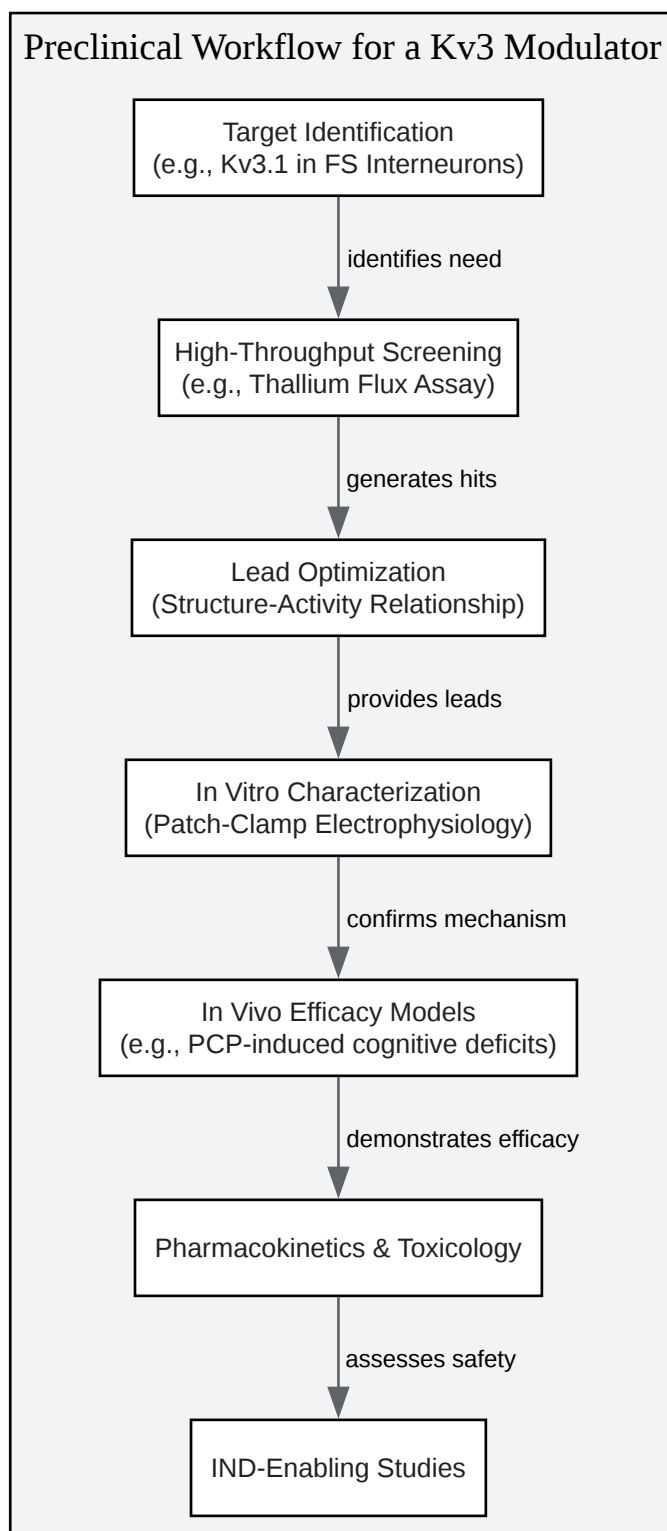 Preclinical Workflow for a Kv3 Modulator
Target Identification
(e.g., Kv3.1 in FS Interneurons)
identifies need
High-Throughput Screening
(e.g., Thallium Flux Assay)
generates hits
Lead Optimization
(Structure-Activity Relationship)
provides leads
In Vitro Characterization
(Patch-Clamp Electrophysiology)
confirms mechanism
In Vivo Efficacy Models
(e.g., PCP-induced cognitive deficits)
demonstrates efficacy
Pharmacokinetics & Toxicology
assesses safety
IND-Enabling Studies